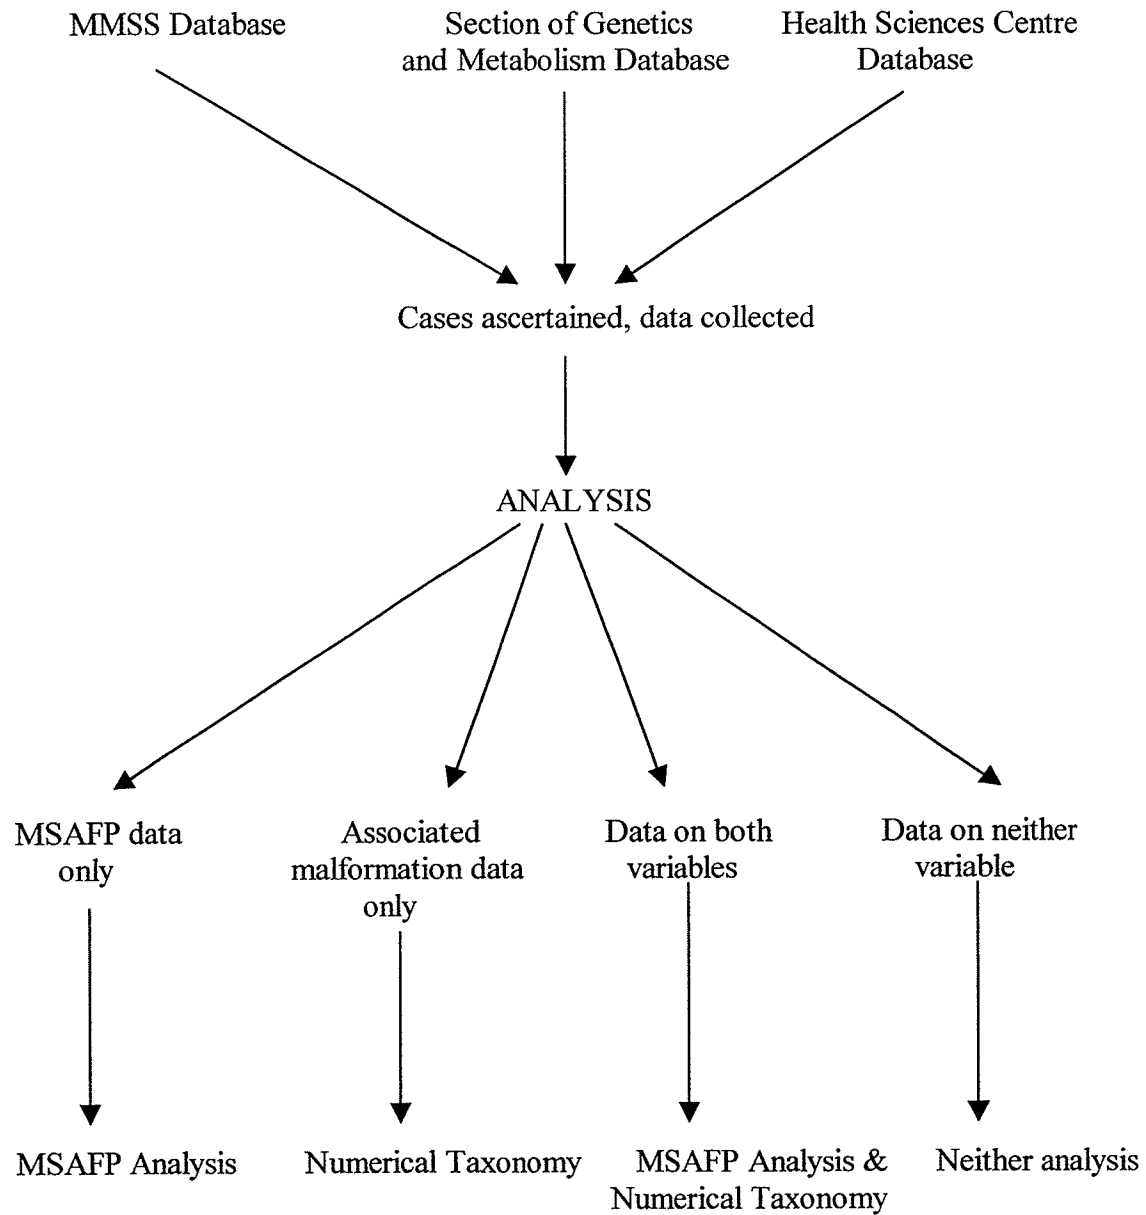 MMSS Database
Section of Genetics
and Metabolism Database
Health Sciences Centre
Database
Cases ascertained, data collected
ANALYSIS
MSAFP data
only
Associated
malformation data
only
Data on both
variables
Data on neither
variable
MSAFP Analysis
Numerical Taxonomy
MSAFP Analysis &
Numerical Taxonomy
Neither analysis